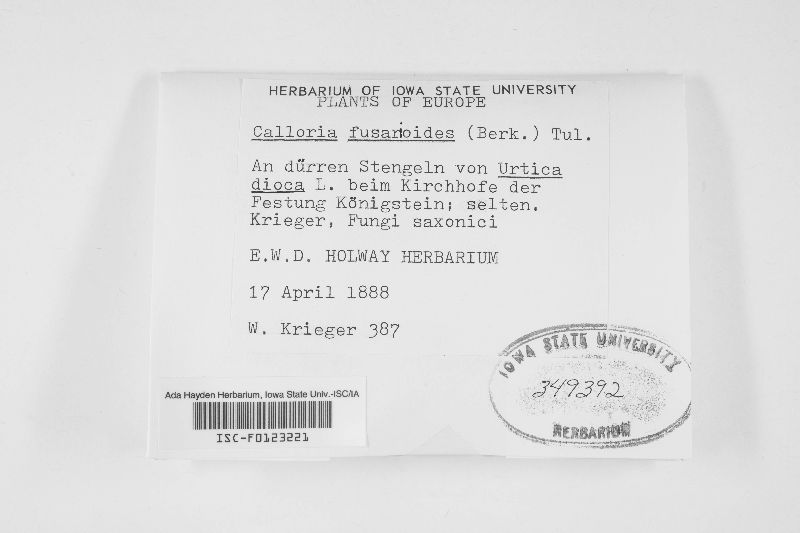 HERBARIUM OF IOWA STATE UNIVERSITY
PLANTS OF EUROPE
Calloria fusarioides (Berk.) Tul.
An dürren Stengeln von Urtica
dioca L. beim Kirchhofe der
Festung Königstein; selten.
Krieger, Fungi saxonici
E.W.D. HOLWAY HERBARIUM
17 April 1888
W. Krieger 387
IOWA STATE UNIVERSITY
349392
HERBARIUM
Ada Hayden Herbarium, Iowa State Univ.-ISC/IA
ISC-F0123221